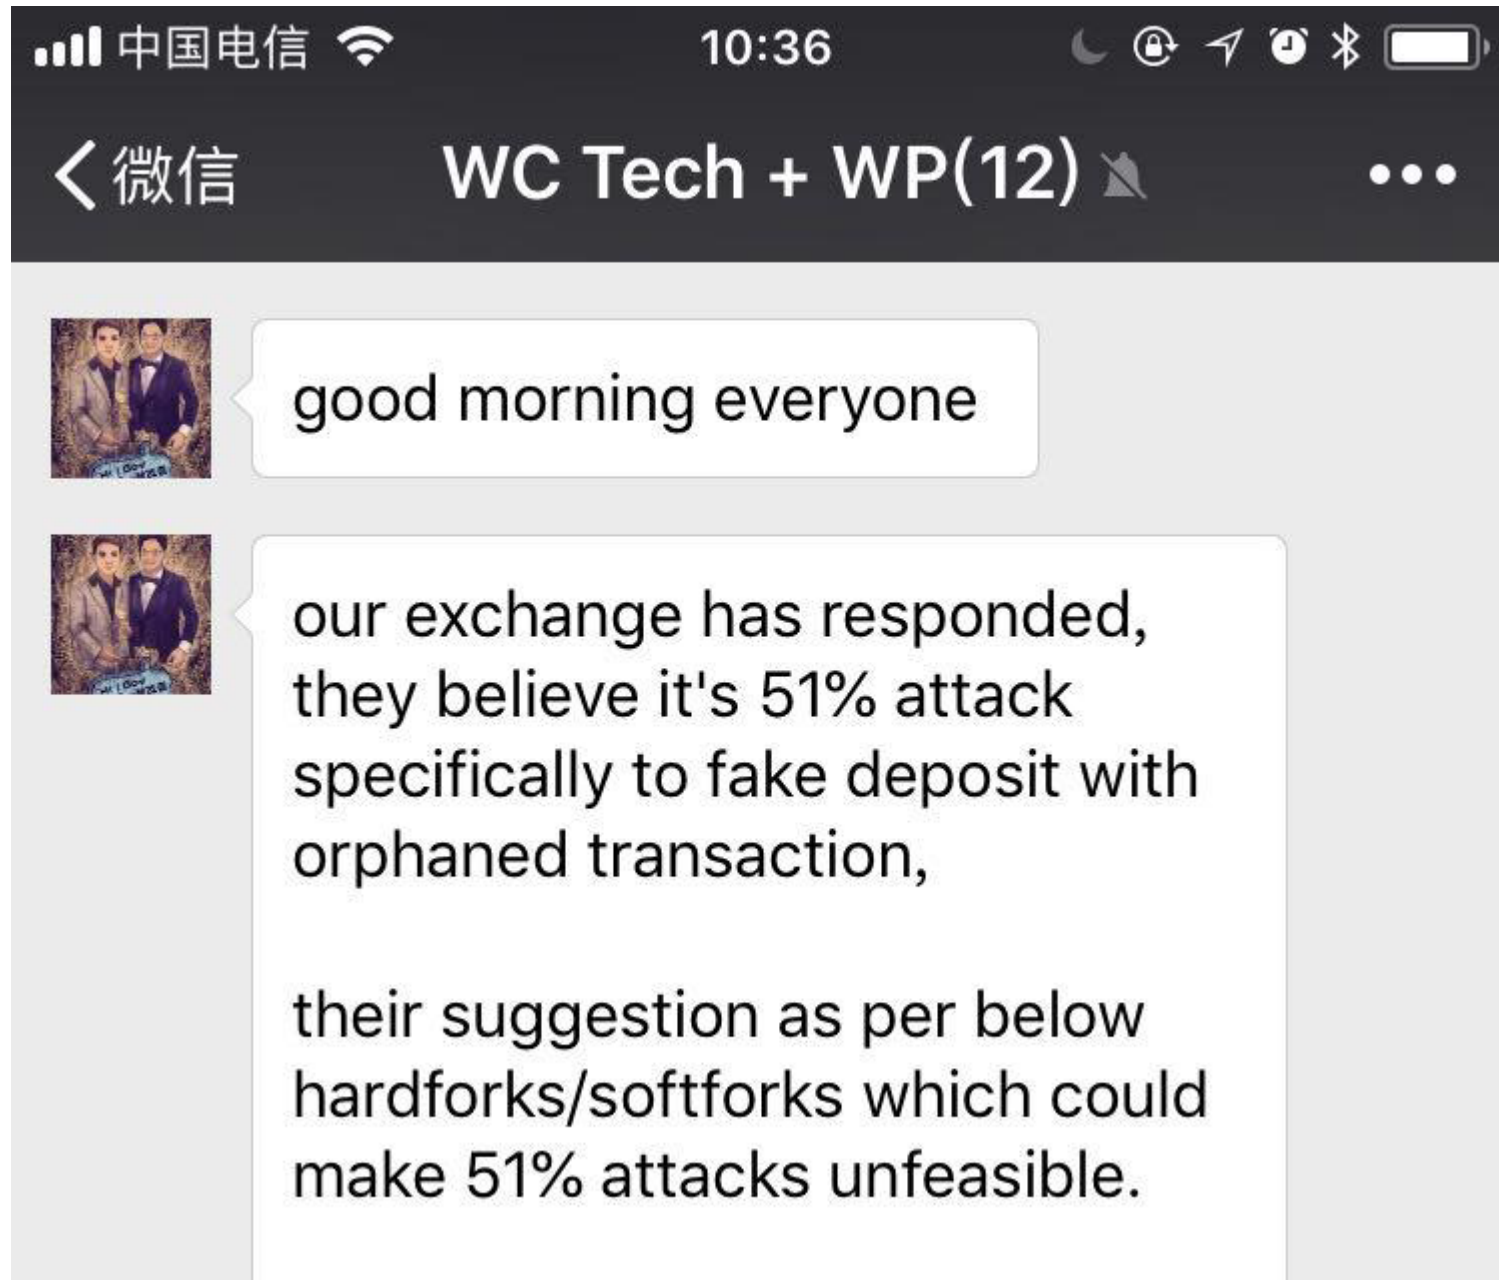 中国电信 10:36
微信 WC Tech + WP(12)
good morning everyone
our exchange has responded,
they believe it's 51% attack
specifically to fake deposit with
orphaned transaction,
their suggestion as per below
hardforks/softforks which could
make 51% attacks unfeasible.